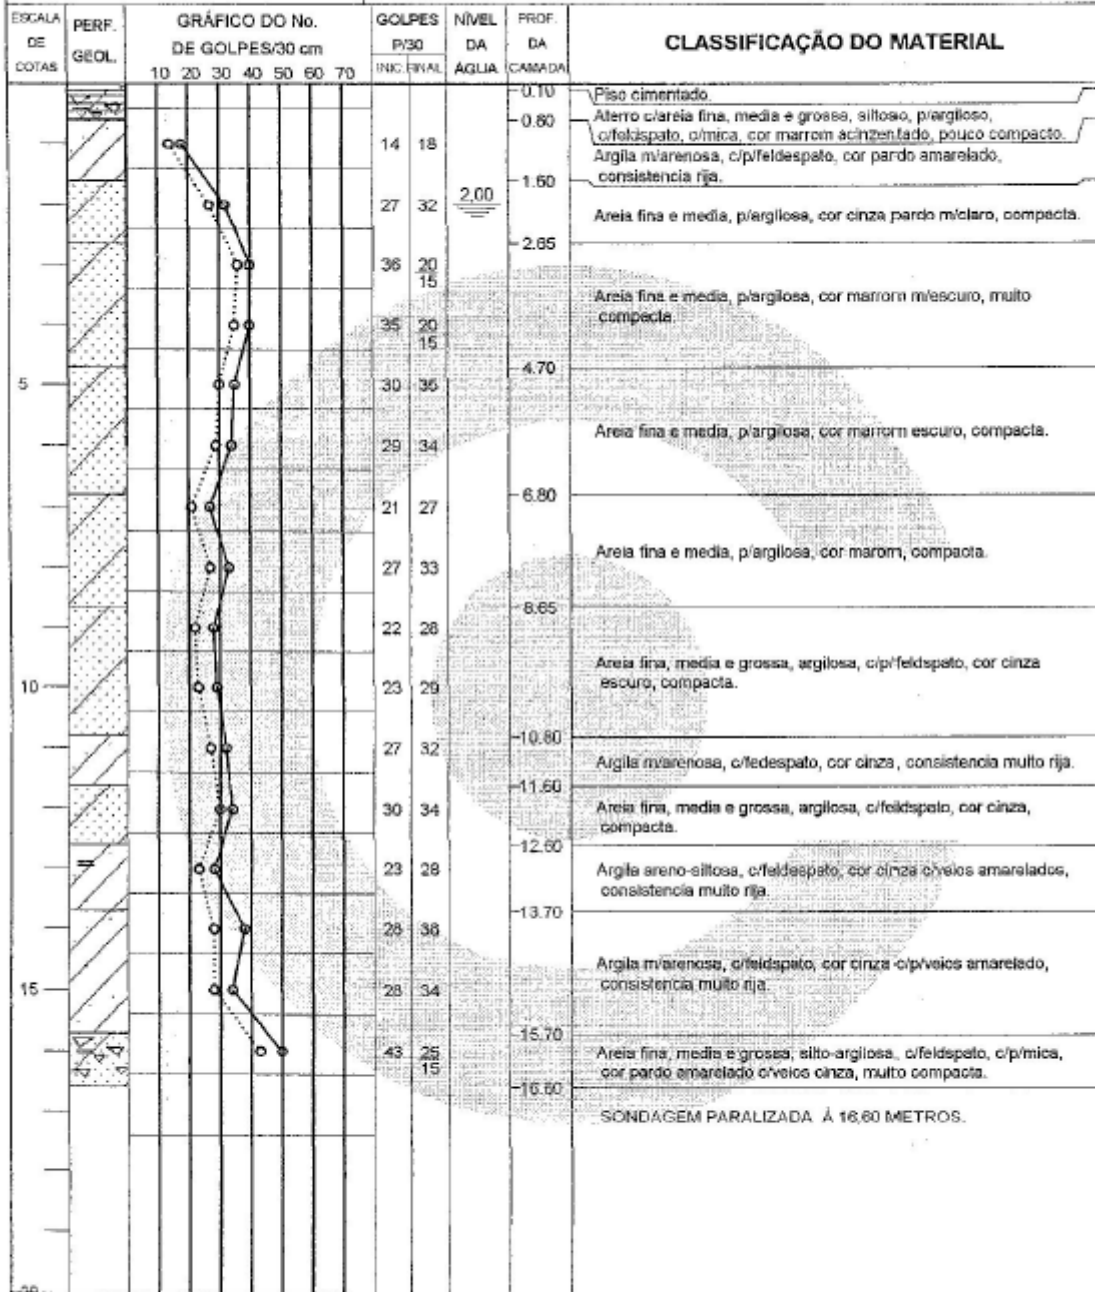 ESCALA DE COTAS
PERF. GEOL.
GRÁFICO DO No. DE GOLPES/30 cm
10 20 30 40 50 60 70
GOLPES P/30
INIC. FINAL
NÍVEL DA ÁGUA
PROF. DA CAMADA
CLASSIFICAÇÃO DO MATERIAL
0.10
Piso cimentado.
0.80
Aterro c/areia fina, media e grossa, siltoso, p/argiloso,
c/feldspato, c/mica, cor marrom acinzentado, pouco compacto.
14 18
Argila m/arenosa, c/p/feldespato, cor pardo amarelado,
consistencia rija.
1.60
27 32
2,00
Areia fina e media, p/argilosa, cor cinza pardo m/claro, compacta.
2.65
36 20
15
Areia fina e media, p/argilosa, cor marrom m/escuro, muito
compacta.
35 20
15
4.70
5
30 35
Areia fina e media, p/argilosa, cor marrom escuro, compacta.
29 34
6.80
21 27
Areia fina e media, p/argilosa, cor marom, compacta.
27 33
8.65
22 28
Areia fina, media e grossa, argilosa, c/p/feldspato, cor cinza
escuro, compacta.
10
23 29
10.80
27 32
Argila m/arenosa, c/fedespato, cor cinza, consistencia muito rija.
11.60
30 34
Areia fina, media e grossa, argilosa, c/feldspato, cor cinza,
compacta.
12.60
23 28
Argila areno-siltosa, c/feldespato, cor cinza c/veios amarelados,
consistencia muito rija.
13.70
28 38
Argila m/arenosa, c/feldspato, cor cinza c/p/veios amarelado,
consistencia muito rija.
15
28 34
15.70
43 25
15
Areia fina, media e grossa, silto-argilosa, c/feldspato, c/p/mica,
cor pardo amarelado c/veios cinza, muito compacta.
16.60
SONDAGEM PARALIZADA À 16,60 METROS.
20